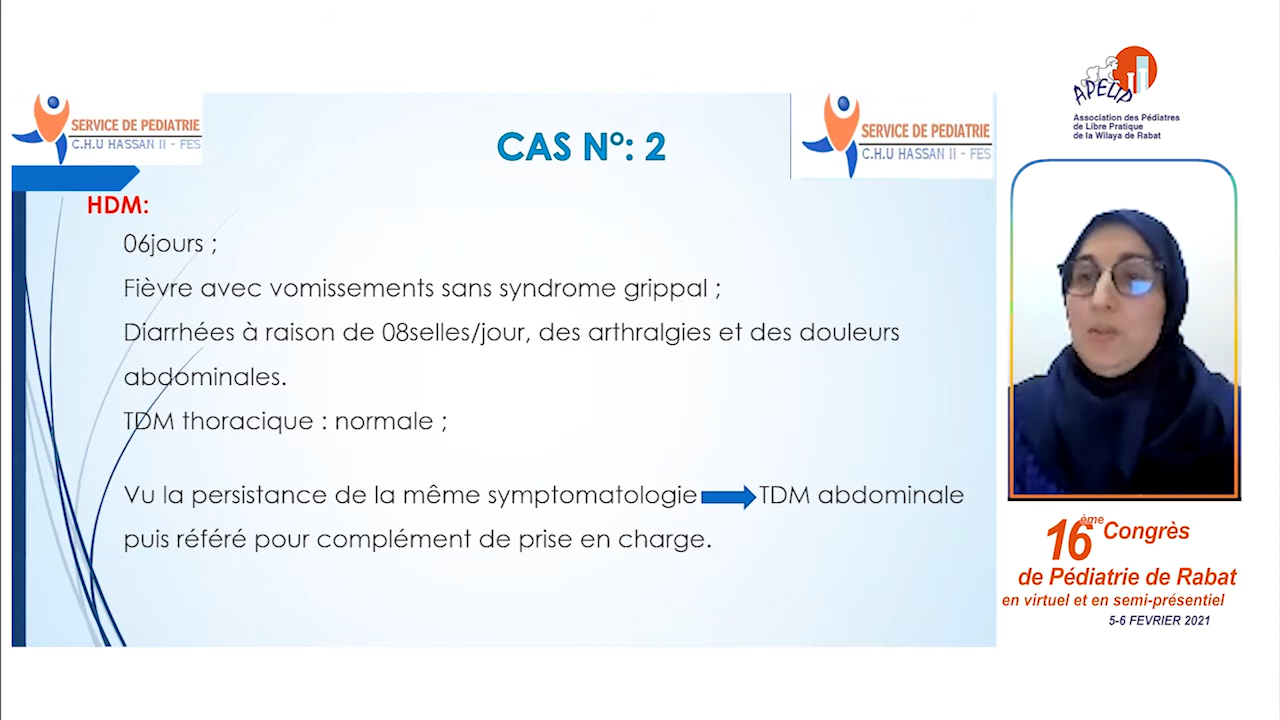 SERVICE DE PEDIATRIE
C.H.U HASSAN II - FES
CAS N°: 2
SERVICE DE PEDIATRIE
C.H.U HASSAN II - FES
HDM:
06jours ;
Fièvre avec vomissements sans syndrome grippal ;
Diarrhées à raison de 08selles/jour, des arthralgies et des douleurs
abdominales.
TDM thoracique : normale ;
Vu la persistance de la même symptomatologie TDM abdominale
puis référé pour complément de prise en charge.
APELIP
Association des Pédiatres
de Libre Pratique
de la Wilaya de Rabat
16ème Congrès
de Pédiatrie de Rabat
en virtuel et en semi-présentiel
5-6 FEVRIER 2021